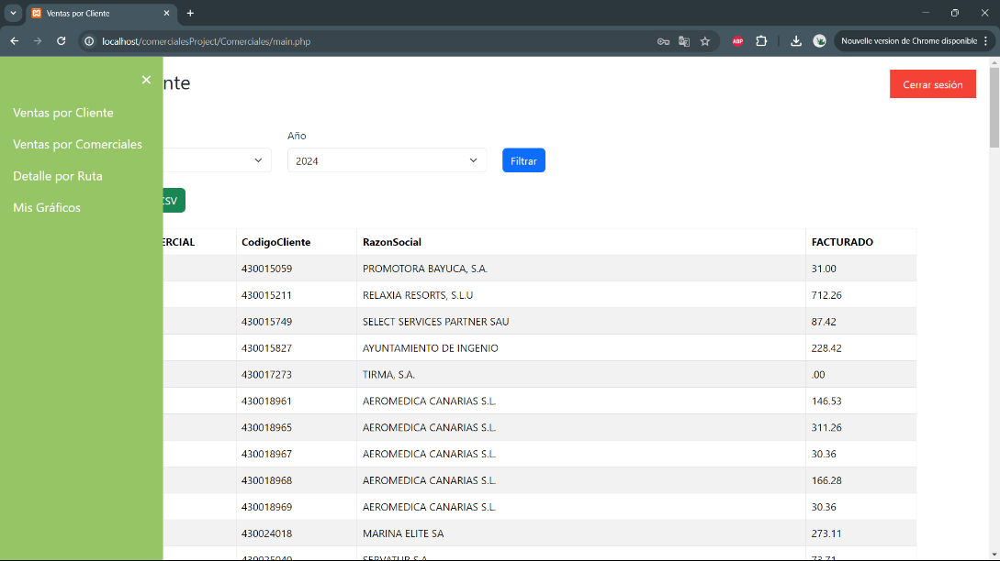 Ventas por Cliente
localhost/comercialesProject/Comerciales/main.php
ABP
Nouvelle version de Chrome disponible
nte
Cerrar sesión
Ventas por Cliente
Ventas por Comerciales
Detalle por Ruta
Mis Gráficos
Año
2024
Filtrar
CSV
ERCIAL CodigoCliente RazonSocial FACTURADO
430015059 PROMOTORA BAYUCA, S.A. 31.00
430015211 RELAXIA RESORTS, S.L.U 712.26
430015749 SELECT SERVICES PARTNER SAU 87.42
430015827 AYUNTAMIENTO DE INGENIO 228.42
430017273 TIRMA, S.A. .00
430018961 AEROMEDICA CANARIAS S.L. 146.53
430018965 AEROMEDICA CANARIAS S.L. 311.26
430018967 AEROMEDICA CANARIAS S.L. 30.36
430018968 AEROMEDICA CANARIAS S.L. 166.28
430018969 AEROMEDICA CANARIAS S.L. 30.36
430024018 MARINA ELITE SA 273.11
430025040 SERVATUR S.A. 73.71